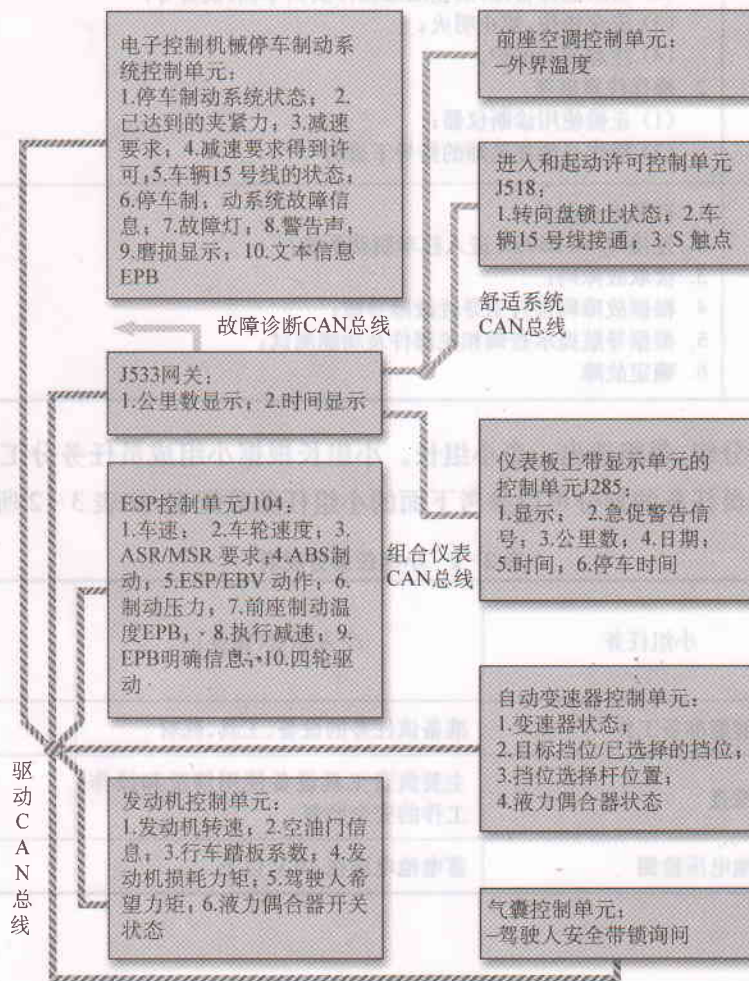 电子控制机械停车制动系
统控制单元：
1.停车制动系统状态； 2.
已达到的夹紧力；3.减速
要求；4.减速要求得到许
可；5.车辆15 号线的状态；
6.停车制；动系统故障信
息；7.故障灯；8.警告声；
9.磨损显示；10.文本信息
EPB
前座空调控制单元：
–外界温度
进入和起动许可控制单元
J518：
1.转向盘锁止状态；2.车
辆15 号线接通；3. S 触点
舒适系统
CAN总线
故障诊断CAN总线
J533网关：
1.公里数显示；2.时间显示
仪表板上带显示单元的
控制单元J285：
1.显示； 2.急促警告信
号；3.公里数；4.日期；
5.时间；6.停车时间
组合仪表
CAN总线
ESP控制单元J104：
1.车速； 2.车轮速度；3.
ASR/MSR 要求；4.ABS制
动；5.ESP/EBV 动作；6.
制动压力；7.前座制动温
度EPB；8.执行减速；9.
EPB明确信息；10.四轮驱
动
自动变速器控制单元：
1.变速器状态；
2.目标挡位/已选择的挡位；
3.挡位选择杆位置；
4.液力偶合器状态
驱动CAN总线
发动机控制单元：
1.发动机转速；2.空油门信
息；3.行车踏板系数；4.发
动机损耗力矩；5.驾驶人希
望力矩；6.液力偶合器开关
状态
气囊控制单元：
–驾驶人安全带锁询问